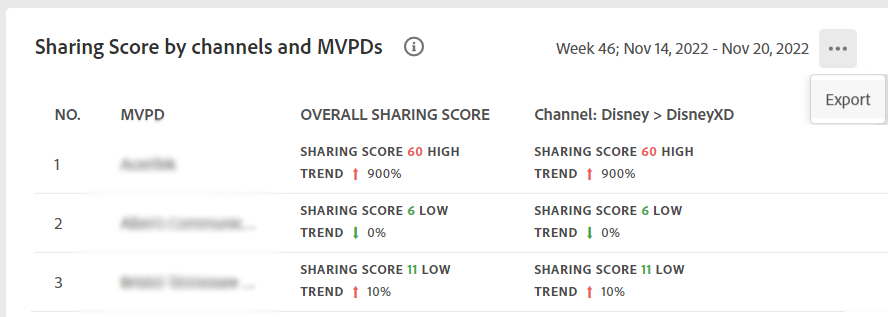 Sharing Score by channels and MVPDs Week 46; Nov 14, 2022 - Nov 20, 2022
Export
NO. MVPD OVERALL SHARING SCORE Channel: Disney > DisneyXD
1 SHARING SCORE 60 HIGH SHARING SCORE 60 HIGH
TREND 900% TREND 900%
2 SHARING SCORE 6 LOW SHARING SCORE 6 LOW
TREND 0% TREND 0%
3 SHARING SCORE 11 LOW SHARING SCORE 11 LOW
TREND 10% TREND 10%